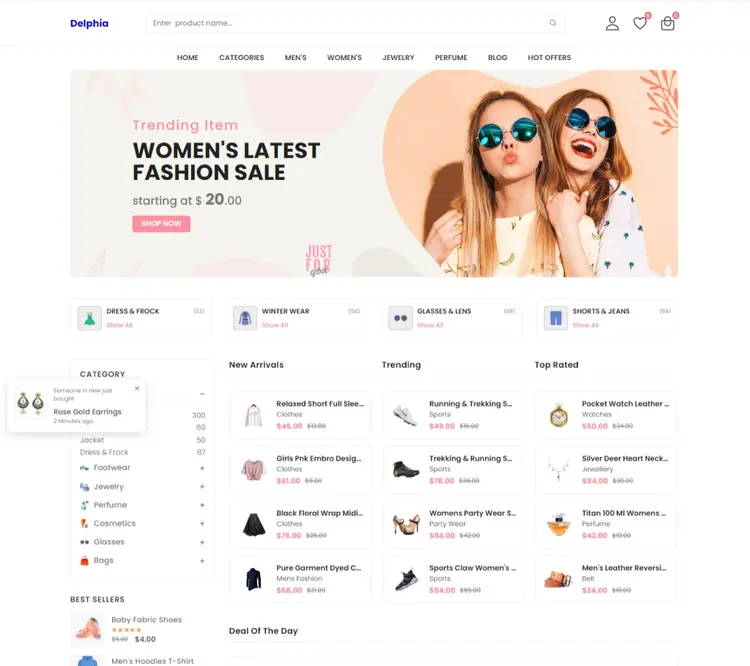 Delphia
Enter product name...
0
0
HOME CATEGORIES MEN'S WOMEN'S JEWELRY PERFUME BLOG HOT OFFERS
Trending Item
WOMEN'S LATEST
FASHION SALE
starting at $ 20.00
SHOP NOW
JUST
FOR
you
DRESS & FROCK (53)
Show All
WINTER WEAR (58)
Show All
GLASSES & LENS (68)
Show All
SHORTS & JEANS (84)
Show All
CATEGORY
−
300
60
Jacket 50
Dress & Frock 87
Footwear +
Jewelry +
Perfume +
Cosmetics +
Glasses +
Bags +
Someone in new just
bought
Rose Gold Earrings
2 Minutes ago
BEST SELLERS
Baby Fabric Shoes
$5.00 $4.00
Men's Hoodies T-Shirt
New Arrivals
Relaxed Short Full Slee...
Clothes
$45.00 $12.00
Girls Pnk Embro Desig...
Clothes
$61.00 $9.00
Black Floral Wrap Midi...
Clothes
$76.00 $25.00
Pure Garment Dyed C...
Mens Fashion
$68.00 $31.00
Trending
Running & Trekking S...
Sports
$49.00 $15.00
Trekking & Running S...
Sports
$78.00 $36.00
Womens Party Wear S...
Party Wear
$94.00 $42.00
Sports Claw Women's ...
Sports
$54.00 $65.00
Top Rated
Pocket Watch Leather ...
Watches
$50.00 $34.00
Silver Deer Heart Neck...
Jewellery
$84.00 $30.00
Titan 100 Ml Womens ...
Perfume
$42.00 $10.00
Men's Leather Reversi...
Belt
$24.00 $10.00
Deal Of The Day